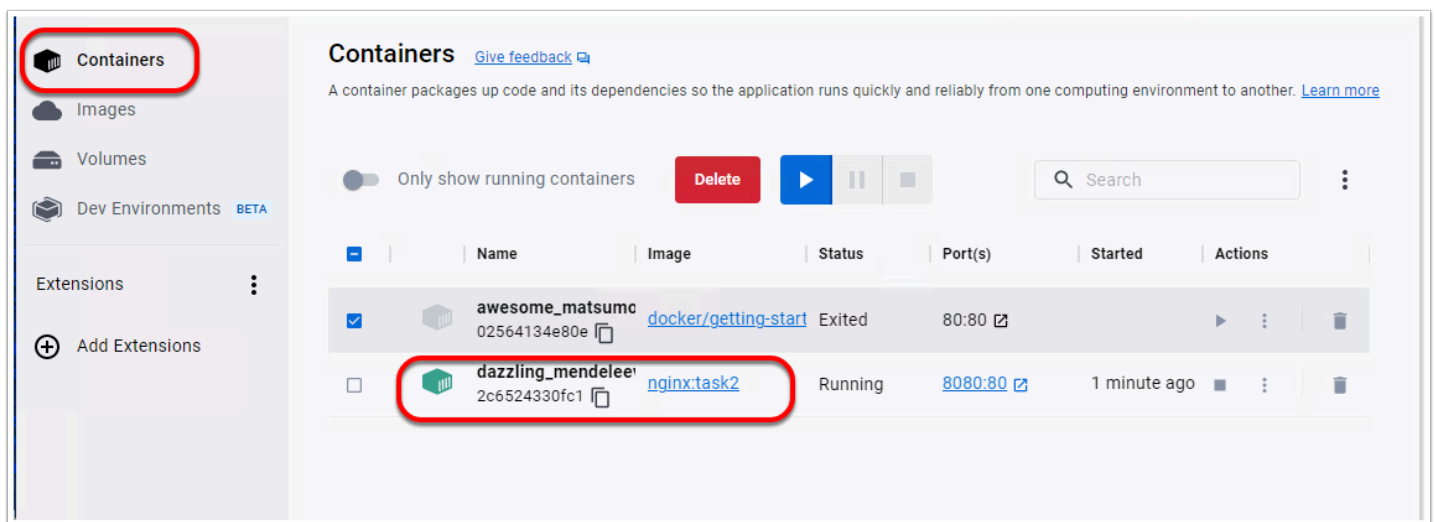 Containers
Images
Volumes
Dev Environments BETA
Extensions
Add Extensions
Containers Give feedback
A container packages up code and its dependencies so the application runs quickly and reliably from one computing environment to another. Learn more
Only show running containers Delete Search
Name Image Status Port(s) Started Actions
awesome_matsumo docker/getting-start Exited 80:80
02564134e80e
dazzling_mendelee nginx:task2 Running 8080:80 1 minute ago
2c6524330fc1